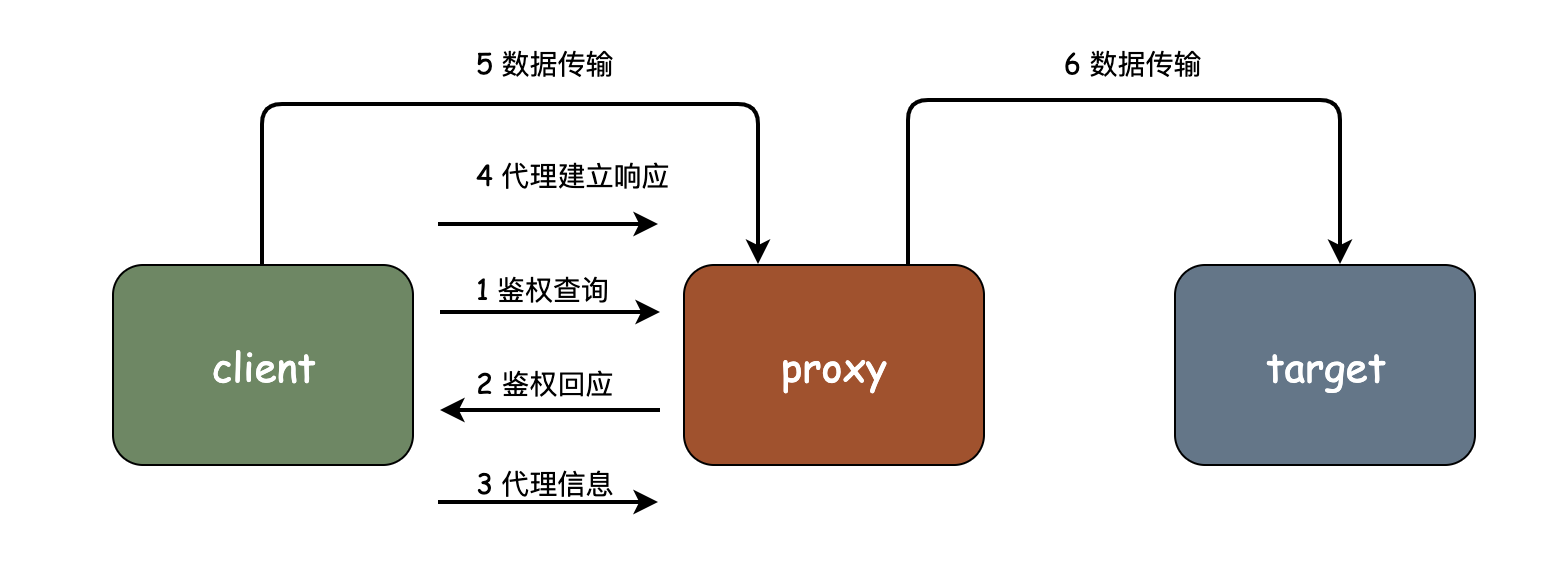 5 数据传输
6 数据传输
4 代理建立响应
1 鉴权查询
client
proxy
target
2 鉴权回应
3 代理信息